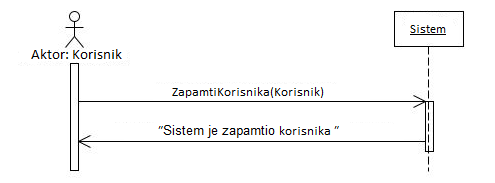 Sistem
Aktor: Korisnik
ZapamtiKorisnika(Korisnik)
"Sistem je zapamtio korisnika "